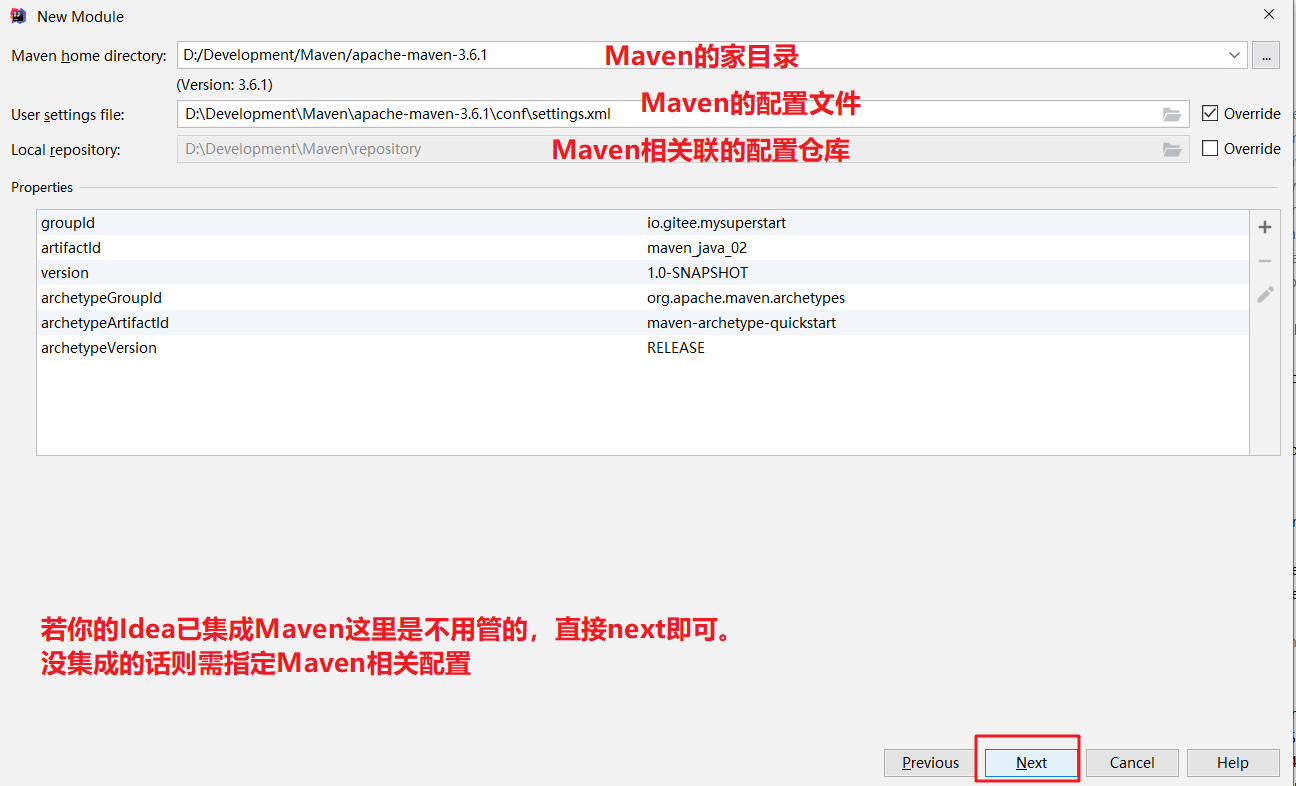 New Module
Maven home directory: D:/Development/Maven/apache-maven-3.6.1 Maven的家目录 ...
(Version: 3.6.1)
Maven的配置文件
User settings file: D:\Development\Maven\apache-maven-3.6.1\conf\settings.xml Override
Local repository: D:\Development\Maven\repository Maven相关联的配置仓库 Override
Properties
groupId io.gitee.mysuperstart
artifactId maven_java_02
version 1.0-SNAPSHOT
archetypeGroupId org.apache.maven.archetypes
archetypeArtifactId maven-archetype-quickstart
archetypeVersion RELEASE
若你的Idea已集成Maven这里是不用管的，直接next即可。
没集成的话则需指定Maven相关配置
Previous Next Cancel Help